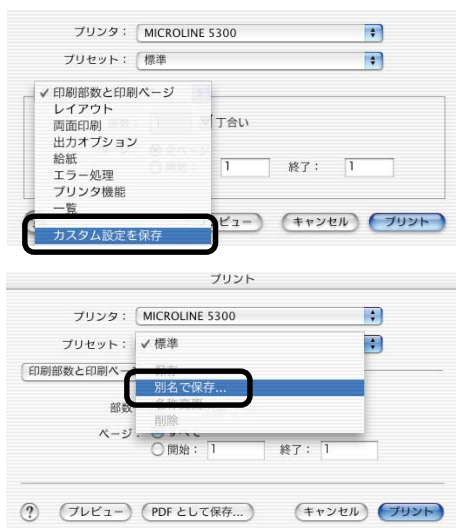 プリンタ： MICROLINE 5300
プリセット： 標準
✓ 印刷部数と印刷ページ
レイアウト
両面印刷
出力オプション
給紙
エラー処理
プリンタ機能
一覧
カスタム設定を保存
丁合い
1 終了： 1
ビュー キャンセル プリント
プリント
プリンタ： MICROLINE 5300
プリセット： ✓ 標準
印刷部数と印刷ペー
保存
別名で保存...
部数
削除
ページ： すべて
開始： 1 終了： 1
? プレビュー PDF として保存... キャンセル プリント